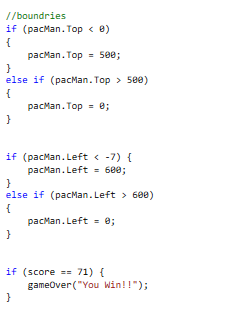 //boundries
if (pacMan.Top < 0)
{
    pacMan.Top = 500;
}
else if (pacMan.Top > 500)
{
    pacMan.Top = 0;
}
if (pacMan.Left < -7) {
    pacMan.Left = 600;
}
else if (pacMan.Left > 600)
{
    pacMan.Left = 0;
}
if (score == 71) {
    gameOver("You Win!!");
}